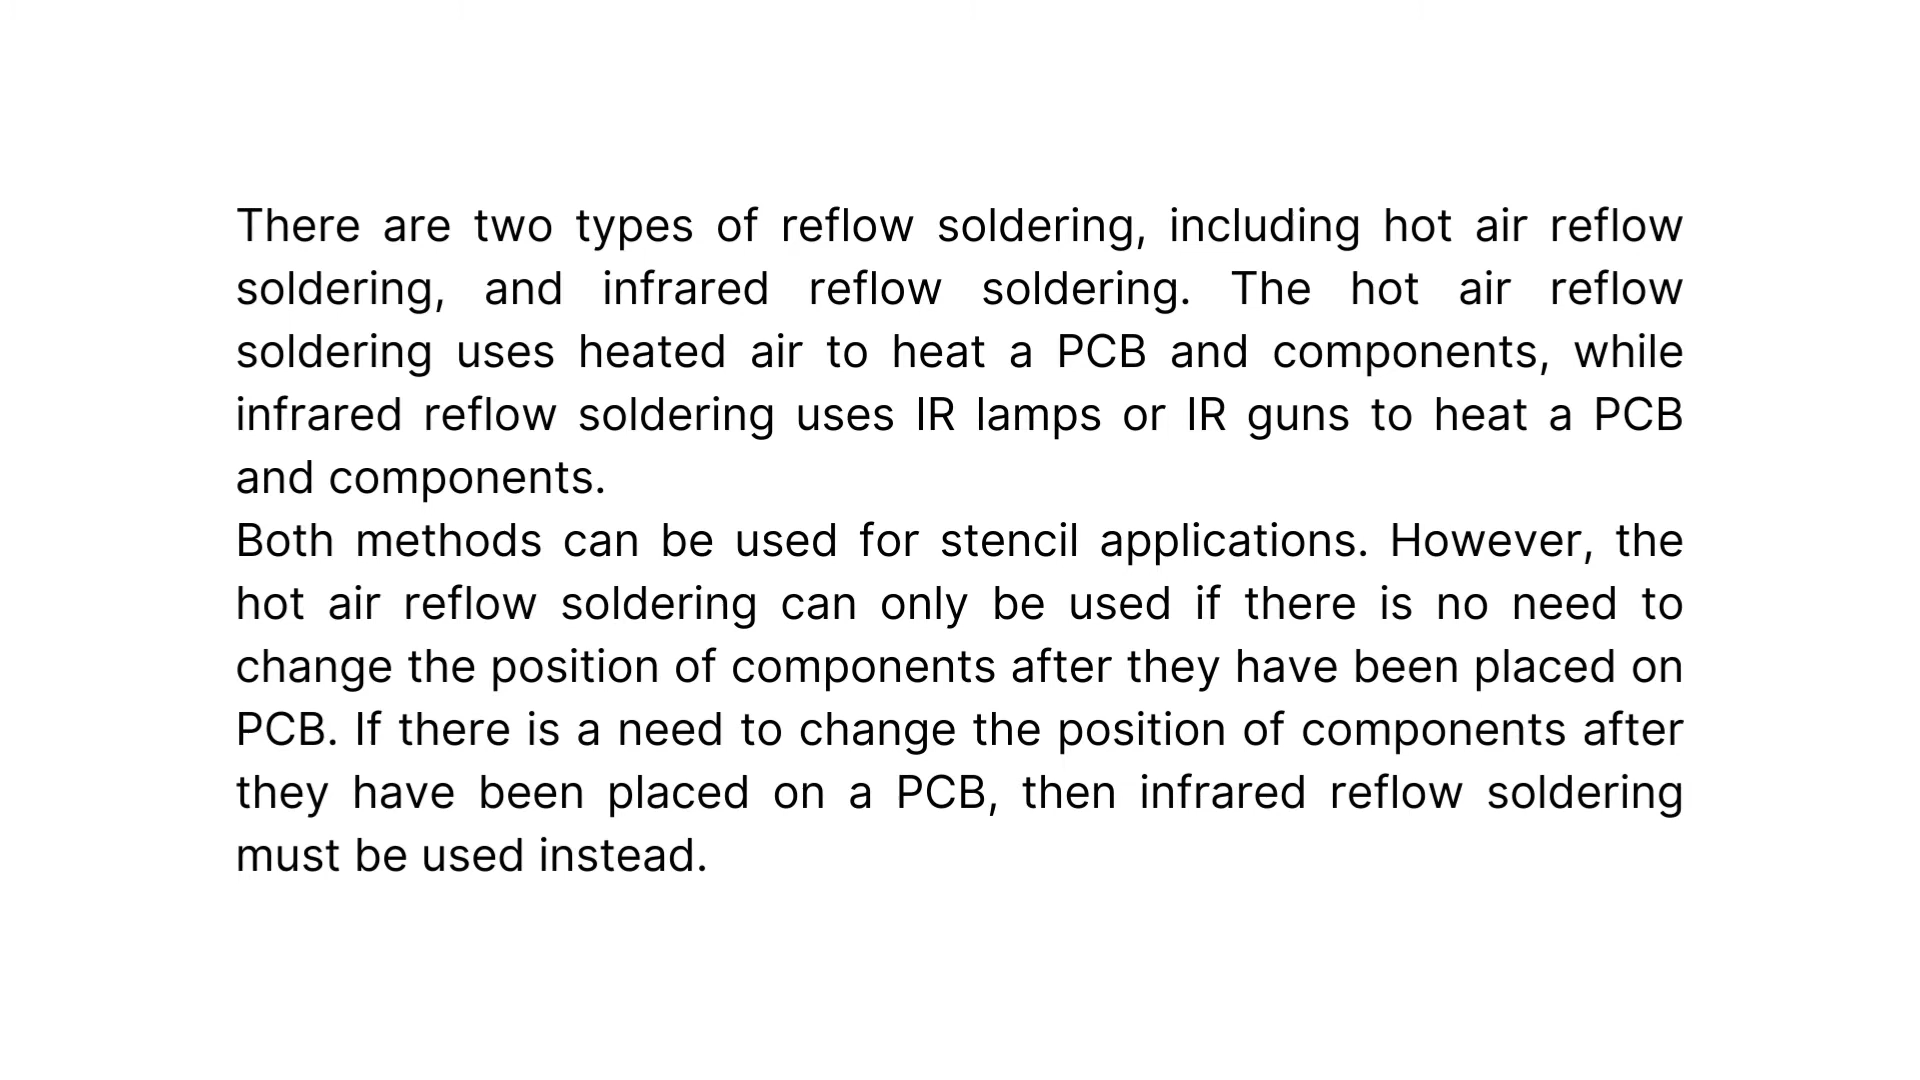 There are two types of reflow soldering, including hot air reflow
soldering, and infrared reflow soldering. The hot air reflow
soldering uses heated air to heat a PCB and components, while
infrared reflow soldering uses IR lamps or IR guns to heat a PCB
and components.
Both methods can be used for stencil applications. However, the
hot air reflow soldering can only be used if there is no need to
change the position of components after they have been placed on
PCB. If there is a need to change the position of components after
they have been placed on a PCB, then infrared reflow soldering
must be used instead.